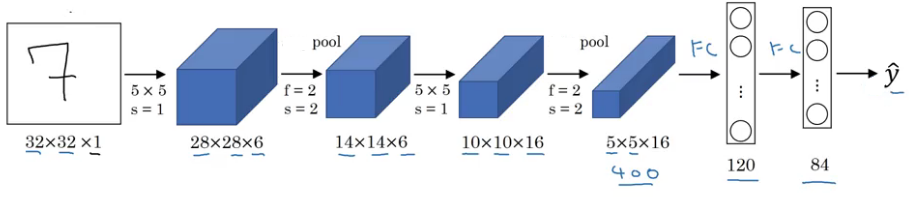 7
32×32 ×1
5 × 5
s = 1
28×28×6
pool
f = 2
s = 2
14×14×6
5 × 5
s = 1
10×10×16
pool
f = 2
s = 2
5×5×16
400
FC
⋮
120
FC
⋮
84
ŷ